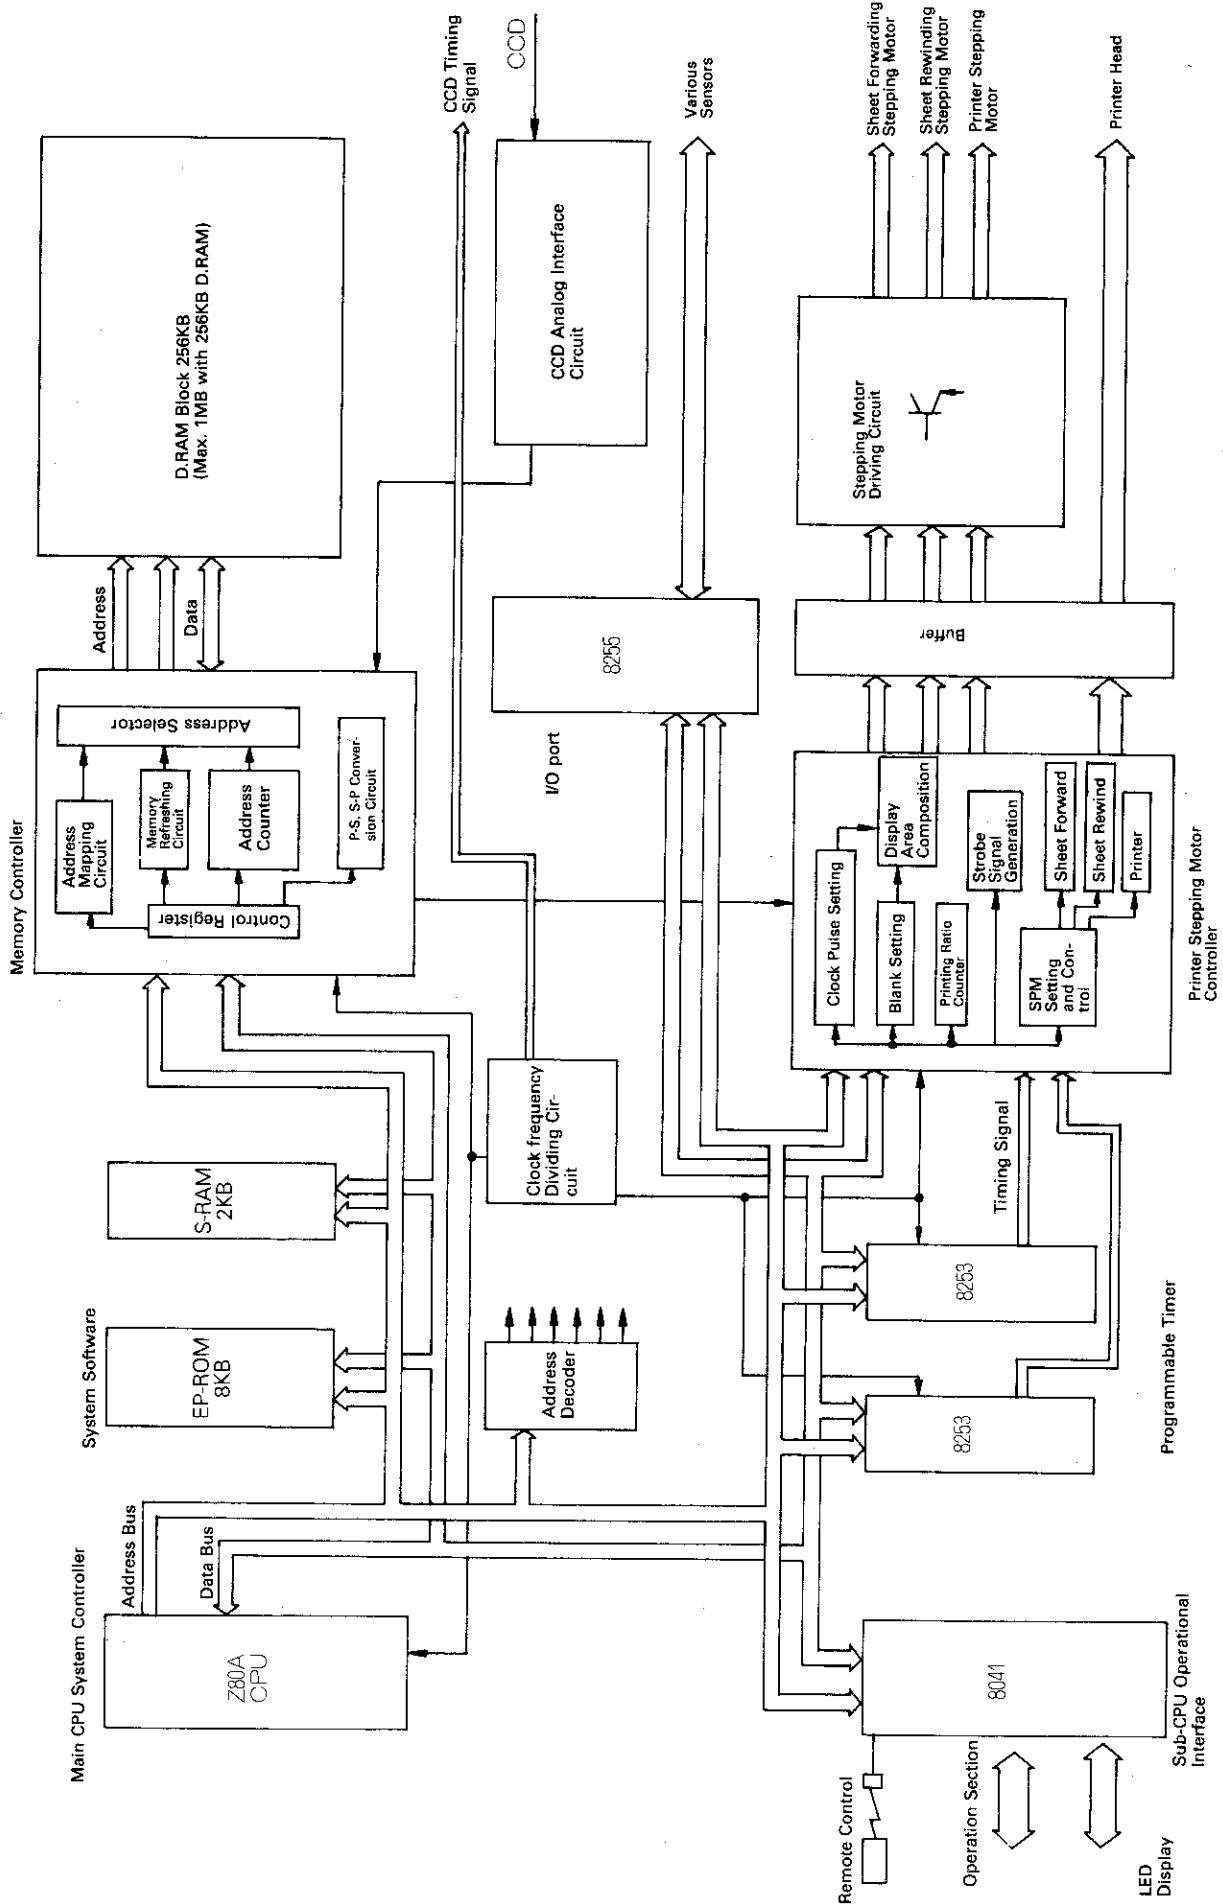 Main CPU System Controller
Z80A
CPU
Address Bus
Data Bus
System Software
EP-ROM
8KB
S-RAM
2KB
Memory Controller
Control Register
Address
Mapping
Circuit
Memory
Refreshing
Circuit
Address
Counter
P-S, S-P Conver-
sion Circuit
Address Selector
Address
Data
D.RAM Block 256KB
(Max. 1MB with 256KB D.RAM)
CCD Timing
Signal
CCD
CCD Analog Interface
Circuit
Address
Decoder
Clock frequency
Dividing Cir-
cuit
I/O port
8255
Various
Sensors
Remote Control
Operation Section
LED
Display
8041
Sub-CPU Operational
Interface
8253
8253
Programmable Timer
Timing Signal
Clock Pulse Setting
Blank Setting
Printing Ratio
Counter
SPM
Setting
and Con-
trol
Display
Area
Composition
Strobe
Signal
Generation
Sheet Forward
Sheet Rewind
Printer
Printer Stepping Motor
Controller
Buffer
Stepping Motor
Driving Circuit
Sheet Forwarding
Stepping Motor
Sheet Rewinding
Stepping Motor
Printer Stepping
Motor
Printer Head